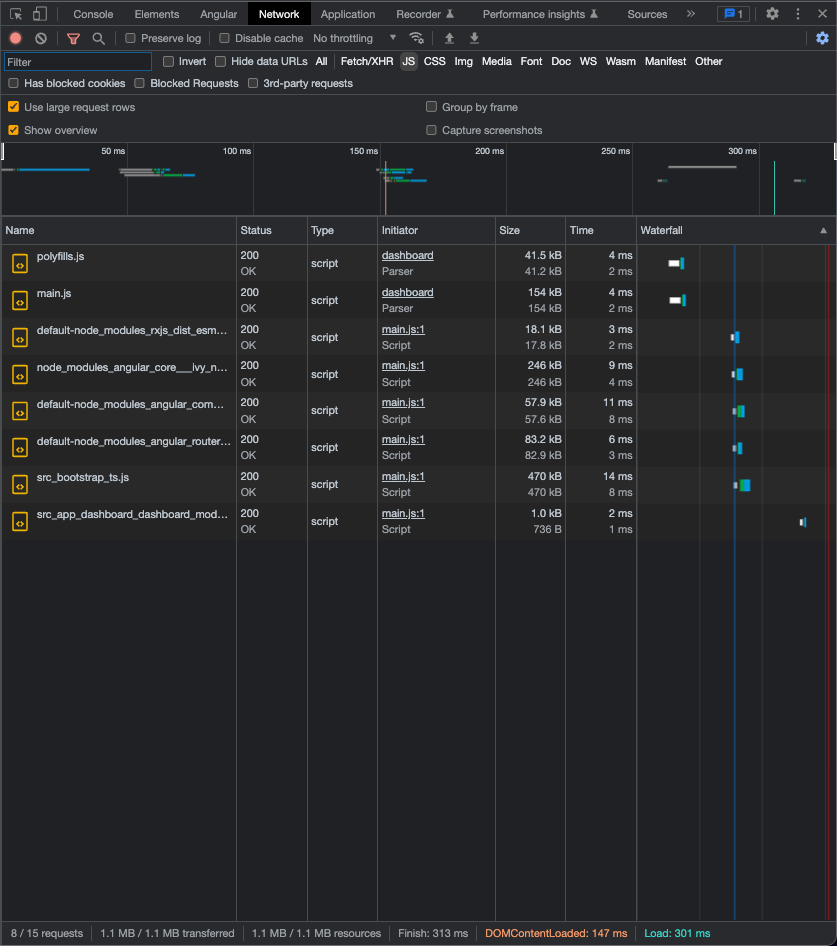 Console Elements Angular Network Application Recorder Performance insights Sources » 1
Preserve log Disable cache No throttling
Filter Invert Hide data URLs All Fetch/XHR JS CSS Img Media Font Doc WS Wasm Manifest Other
Has blocked cookies Blocked Requests 3rd-party requests
Use large request rows Group by frame
Show overview Capture screenshots
50 ms 100 ms 150 ms 200 ms 250 ms 300 ms
Name Status Type Initiator Size Time Waterfall
polyfills.js 200 OK script dashboard Parser 41.5 kB 41.2 kB 4 ms 2 ms
main.js 200 OK script dashboard Parser 154 kB 154 kB 4 ms 2 ms
default-node_modules_rxjs_dist_esm... 200 OK script main.js:1 Script 18.1 kB 17.8 kB 3 ms 2 ms
node_modules_angular_core___ivy_n... 200 OK script main.js:1 Script 246 kB 246 kB 9 ms 4 ms
default-node_modules_angular_com... 200 OK script main.js:1 Script 57.9 kB 57.6 kB 11 ms 8 ms
default-node_modules_angular_router... 200 OK script main.js:1 Script 83.2 kB 82.9 kB 6 ms 3 ms
src_bootstrap_ts.js 200 OK script main.js:1 Script 470 kB 470 kB 14 ms 8 ms
src_app_dashboard_dashboard_mod... 200 OK script main.js:1 Script 1.0 kB 736 B 2 ms 1 ms
8 / 15 requests 1.1 MB / 1.1 MB transferred 1.1 MB / 1.1 MB resources Finish: 313 ms DOMContentLoaded: 147 ms Load: 301 ms